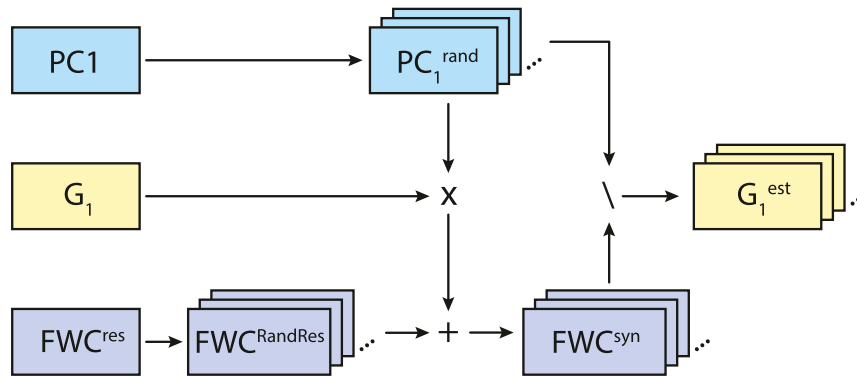 PC1
PC₁ʳᵃⁿᵈ
G₁
x
\
G₁ᵉˢᵗ
FWCʳᵉˢ
FWCᴿᵃⁿᵈᴿᵉˢ
+
FWCˢʸⁿ